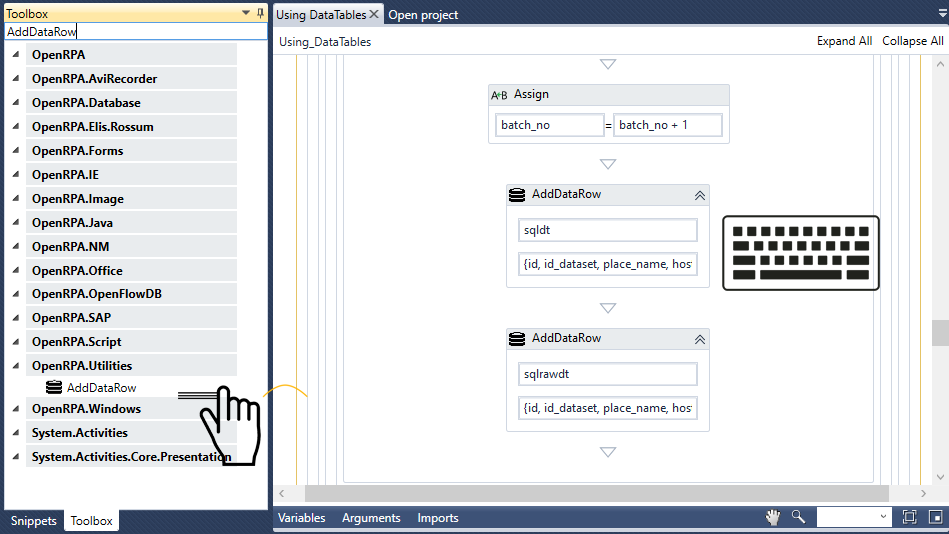 Toolbox
AddDataRow
OpenRPA
OpenRPA.AviRecorder
OpenRPA.Database
OpenRPA.Elis.Rossum
OpenRPA.Forms
OpenRPA.IE
OpenRPA.Image
OpenRPA.Java
OpenRPA.NM
OpenRPA.Office
OpenRPA.OpenFlowDB
OpenRPA.SAP
OpenRPA.Script
OpenRPA.Utilities
AddDataRow
OpenRPA.Windows
System.Activities
System.Activities.Core.Presentation
Snippets Toolbox
Using DataTables Open project
Using_DataTables Expand All Collapse All
A+B Assign
batch_no = batch_no + 1
AddDataRow
sqldt
{id, id_dataset, place_name, hos
AddDataRow
sqlrawdt
{id, id_dataset, place_name, hos
Variables Arguments Imports